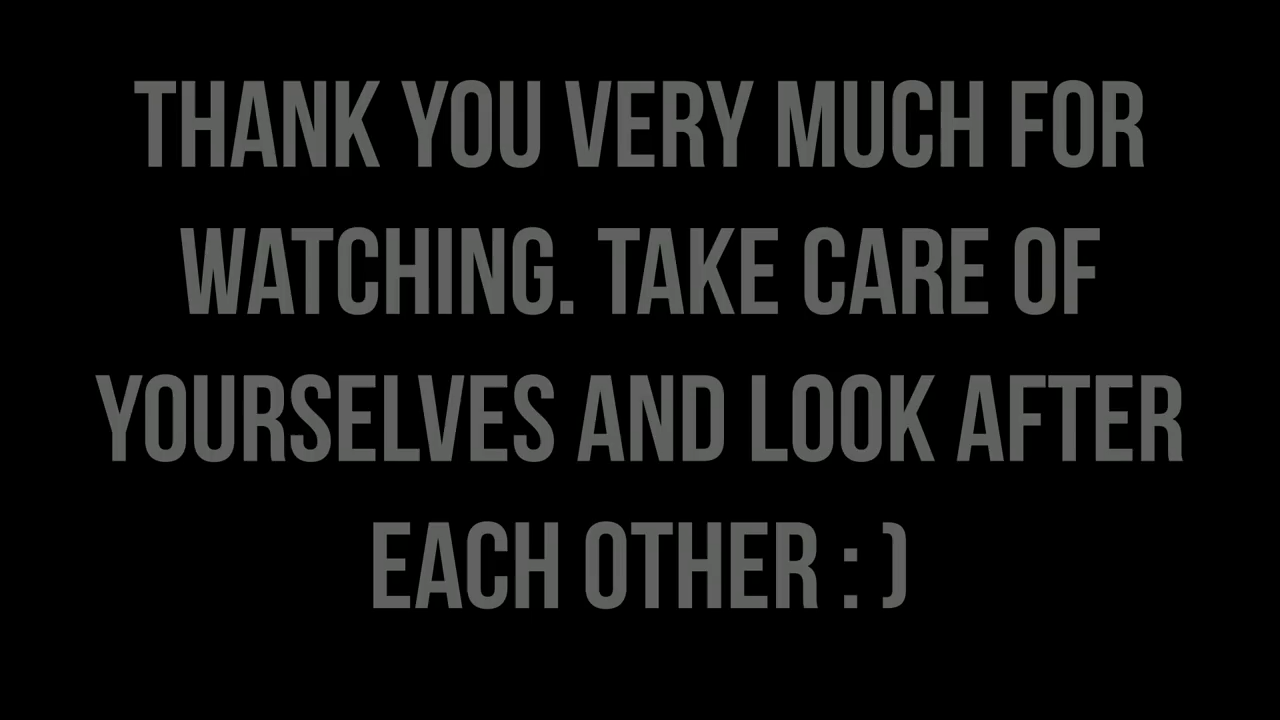 THANK YOU VERY MUCH FOR
WATCHING. TAKE CARE OF
YOURSELVES AND LOOK AFTER
EACH OTHER : )